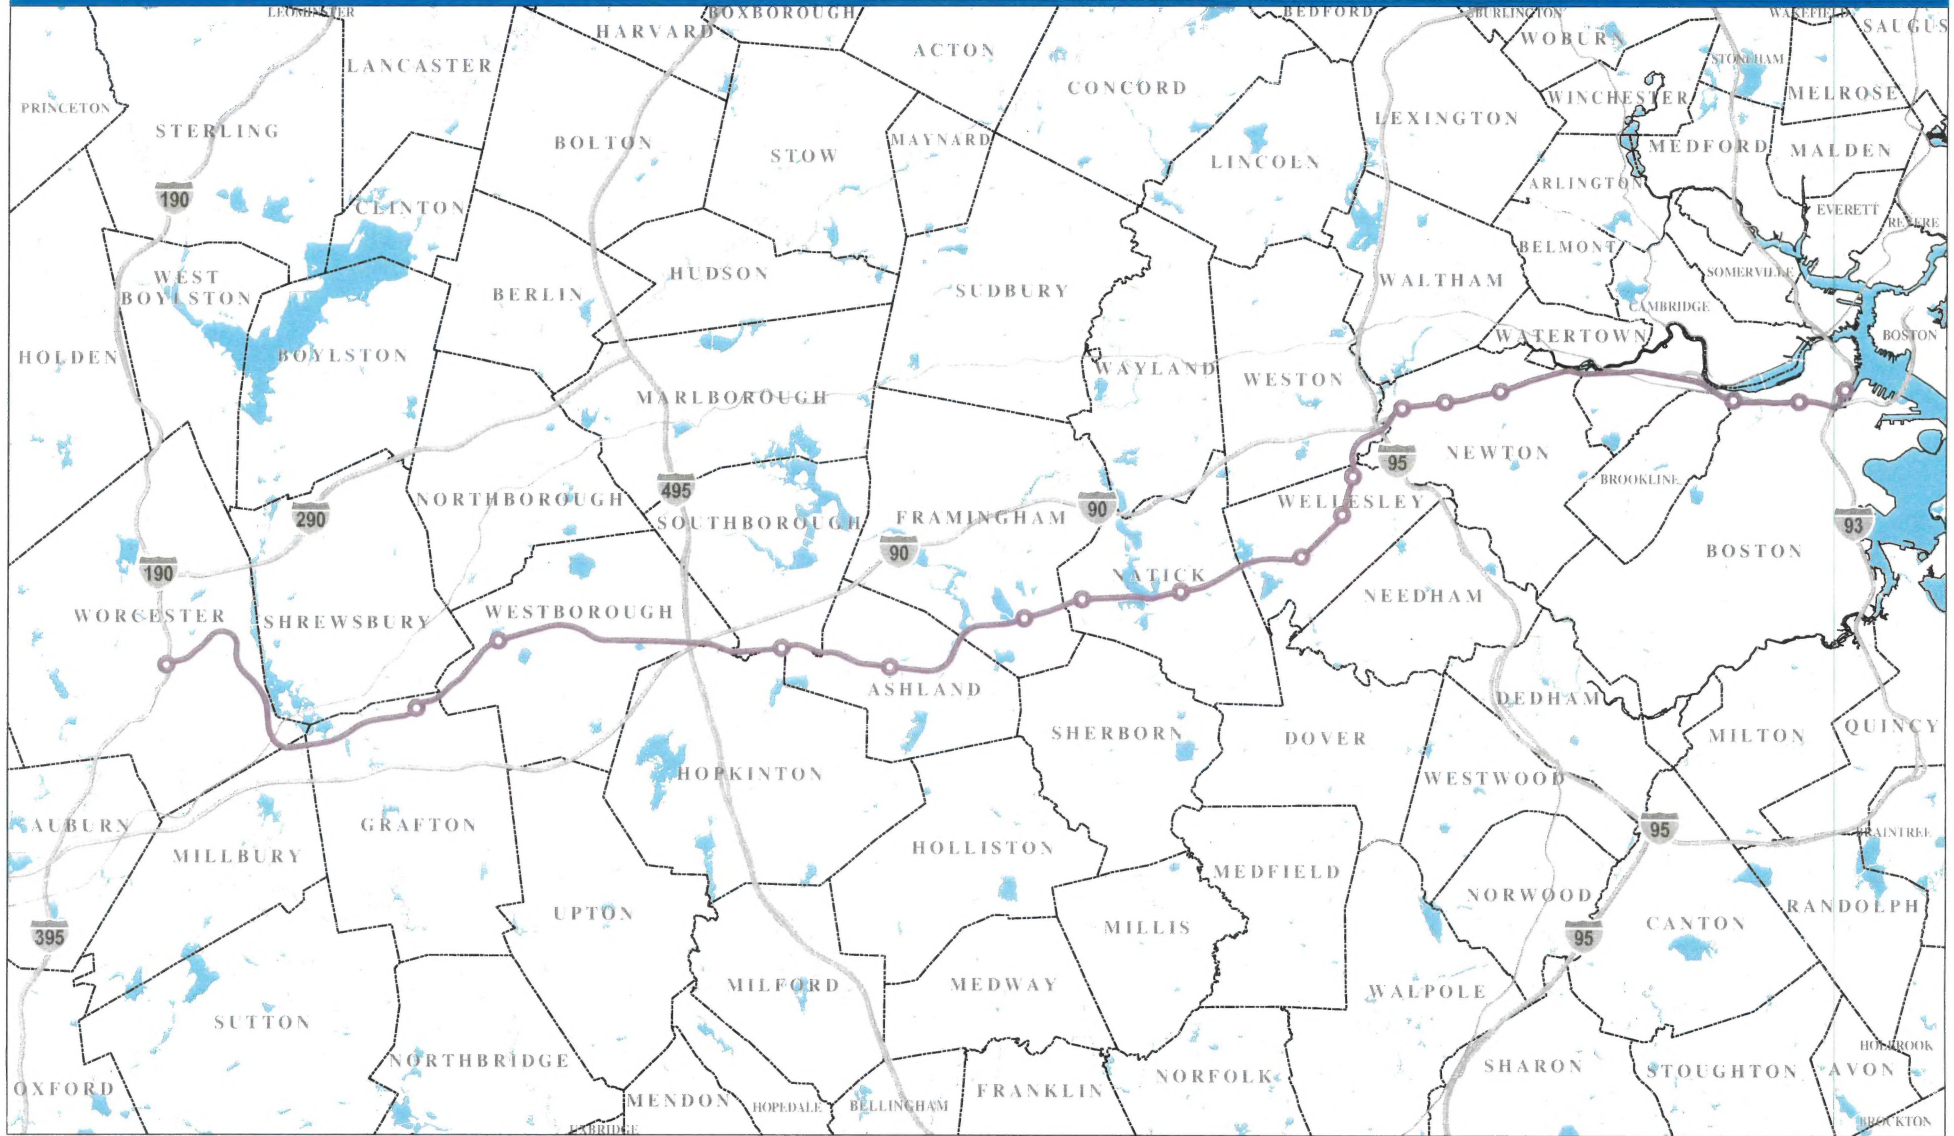 LEOMINSTER
BOXBOROUGH
BEDFORD
BURLINGTON
WAKEFIELD
SAUGUS
HARVARD
ACTON
WOBURN
LANCASTER
STONEHAM
CONCORD
PRINCETON
WINCHESTER
MELROSE
STERLING
BOLTON
STOW
MAYNARD
LINCOLN
LEXINGTON
MEDFORD
MALDEN
190
CLINTON
ARLINGTON
EVERETT
REVERE
WEST
BOYLSTON
HUDSON
BERLIN
SUDBURY
BELMONT
WALTHAM
SOMERVILLE
CAMBRIDGE
HOLDEN
BOYLSTON
WATERTOWN
BOSTON
WAYLAND
WESTON
MARLBOROUGH
NEWTON
95
BROOKLINE
495
NORTHBOROUGH
WELLESLEY
290
SOUTHBOROUGH
FRAMINGHAM
90
93
90
BOSTON
190
NATICK
WORCESTER
SHREWSBURY
WESTBOROUGH
NEEDHAM
ASHLAND
DEDHAM
SHERBORN
DOVER
MILTON
QUINCY
HOPKINTON
WESTWOOD
AUBURN
GRAFTON
95
BRAINTREE
MILLBURY
HOLLISTON
MEDFIELD
NORWOOD
UPTON
MILLIS
CANTON
RANDOLPH
395
95
MILFORD
MEDWAY
WALPOLE
SUTTON
NORTHBRIDGE
HOLBROOK
OXFORD
SHARON
STOUGHTON
AVON
MENDON
HOPEDALE
BELLINGHAM
FRANKLIN
NORFOLK
UXBRIDGE
BROCKTON